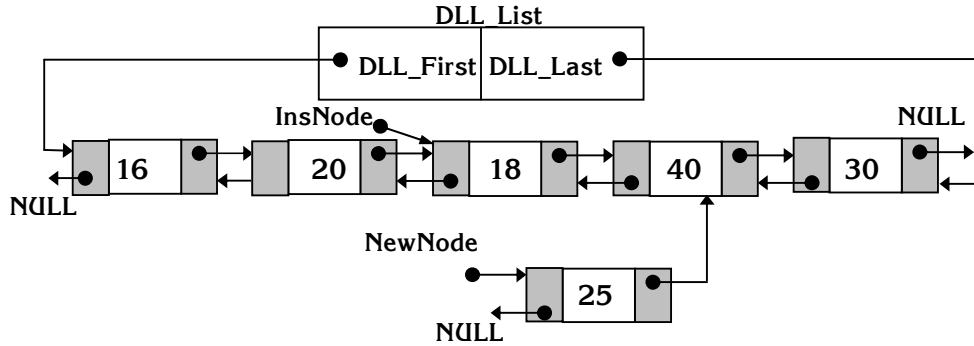 DLL_List
DLL_First DLL_Last
InsNode NULL
16 20 18 40 30
NULL
NewNode
25
NULL